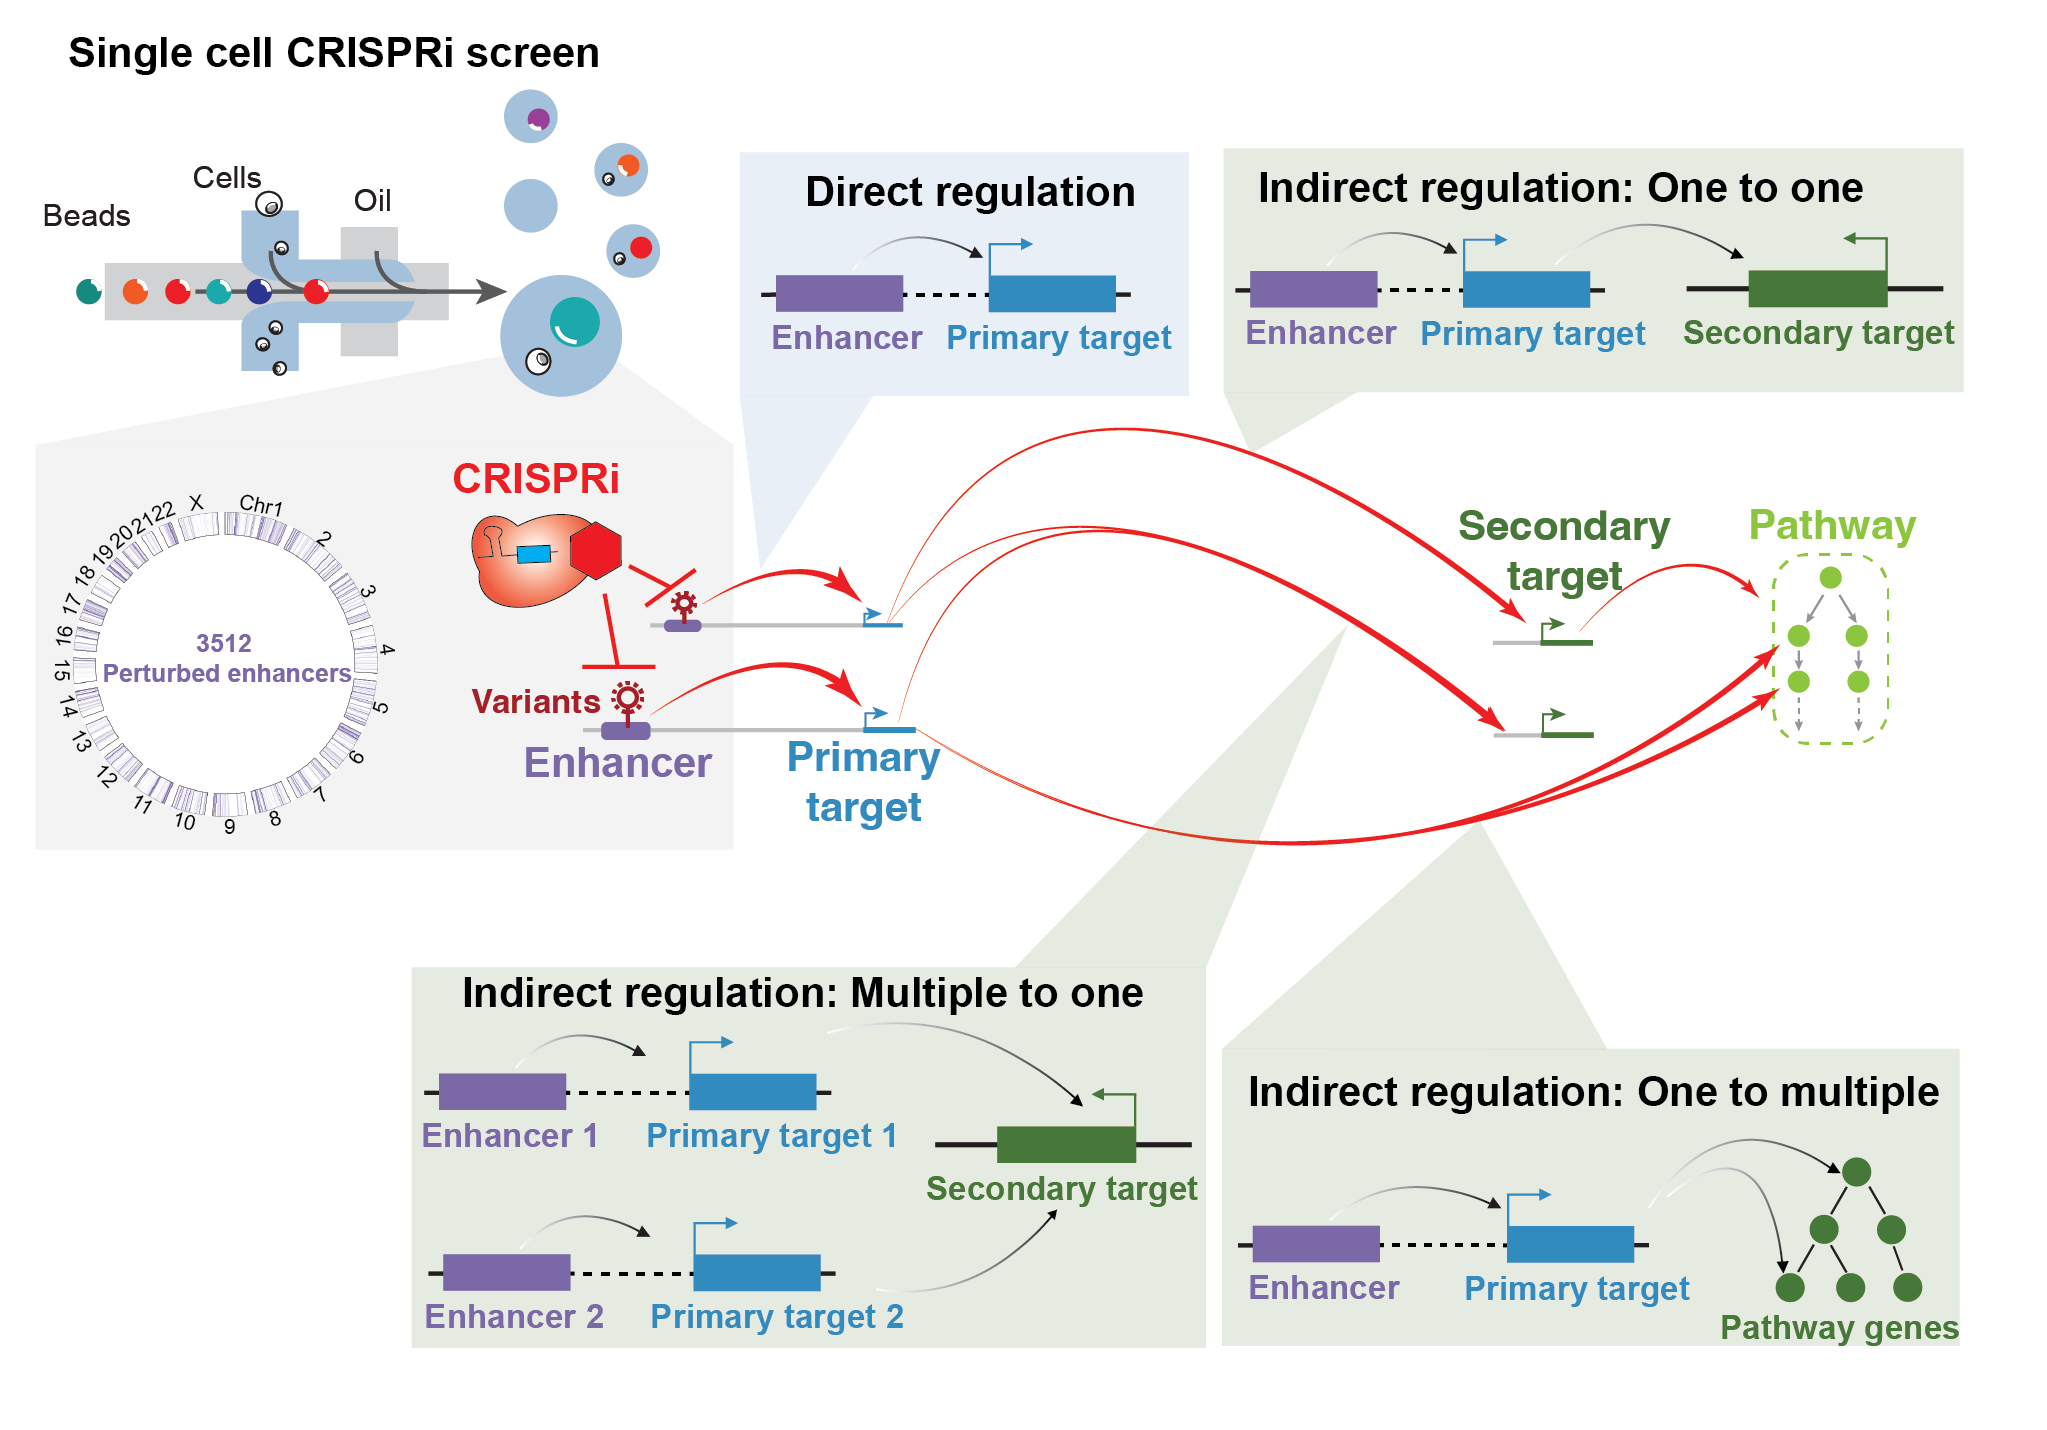 Single cell CRISPRi screen
Cells
Oil
Beads
Direct regulation
Enhancer
Primary target
Indirect regulation: One to one
Enhancer
Primary target
Secondary target
CRISPRi
Chr1
2
3
4
5
6
7
8
9
10
11
12
13
14
15
16
17
18
19
20
21
22
X
3512
Perturbed enhancers
Variants
Enhancer
Primary
target
Secondary
target
Pathway
Indirect regulation: Multiple to one
Enhancer 1
Primary target 1
Secondary target
Enhancer 2
Primary target 2
Indirect regulation: One to multiple
Enhancer
Primary target
Pathway genes